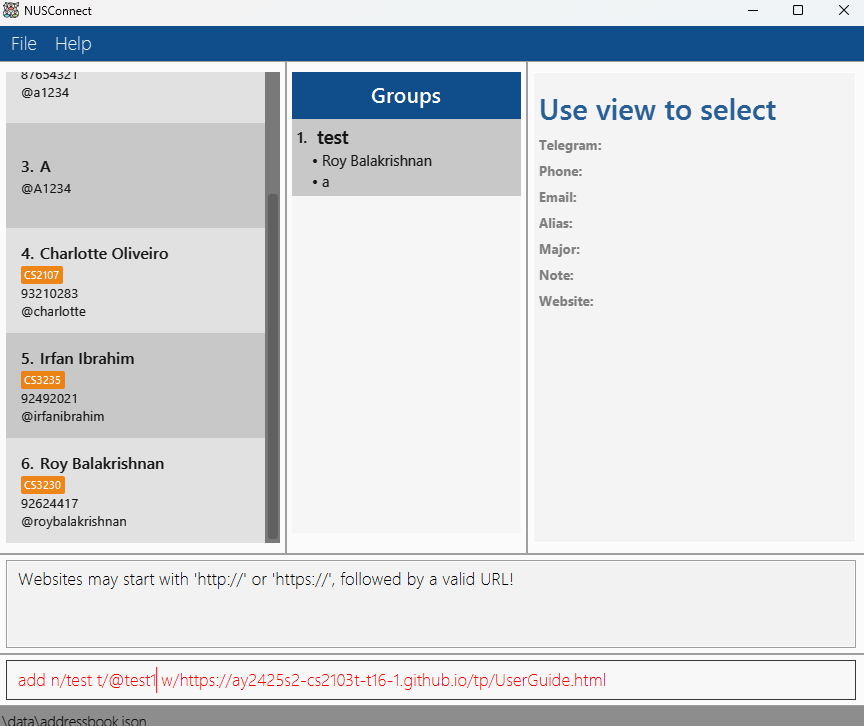 NUSConnect
File Help
87654321
@a1234
3. A
@A1234
4. Charlotte Oliveiro
CS2107
93210283
@charlotte
5. Irfan Ibrahim
CS3235
92492021
@irfanibrahim
6. Roy Balakrishnan
CS3230
92624417
@roybalakrishnan
Groups
1. test
• Roy Balakrishnan
• a
Use view to select
Telegram:
Phone:
Email:
Alias:
Major:
Note:
Website:
Websites may start with 'http://' or 'https://', followed by a valid URL!
add n/test t/@test1 w/https://ay2425s2-cs2103t-t16-1.github.io/tp/UserGuide.html
\data\addressbook.json